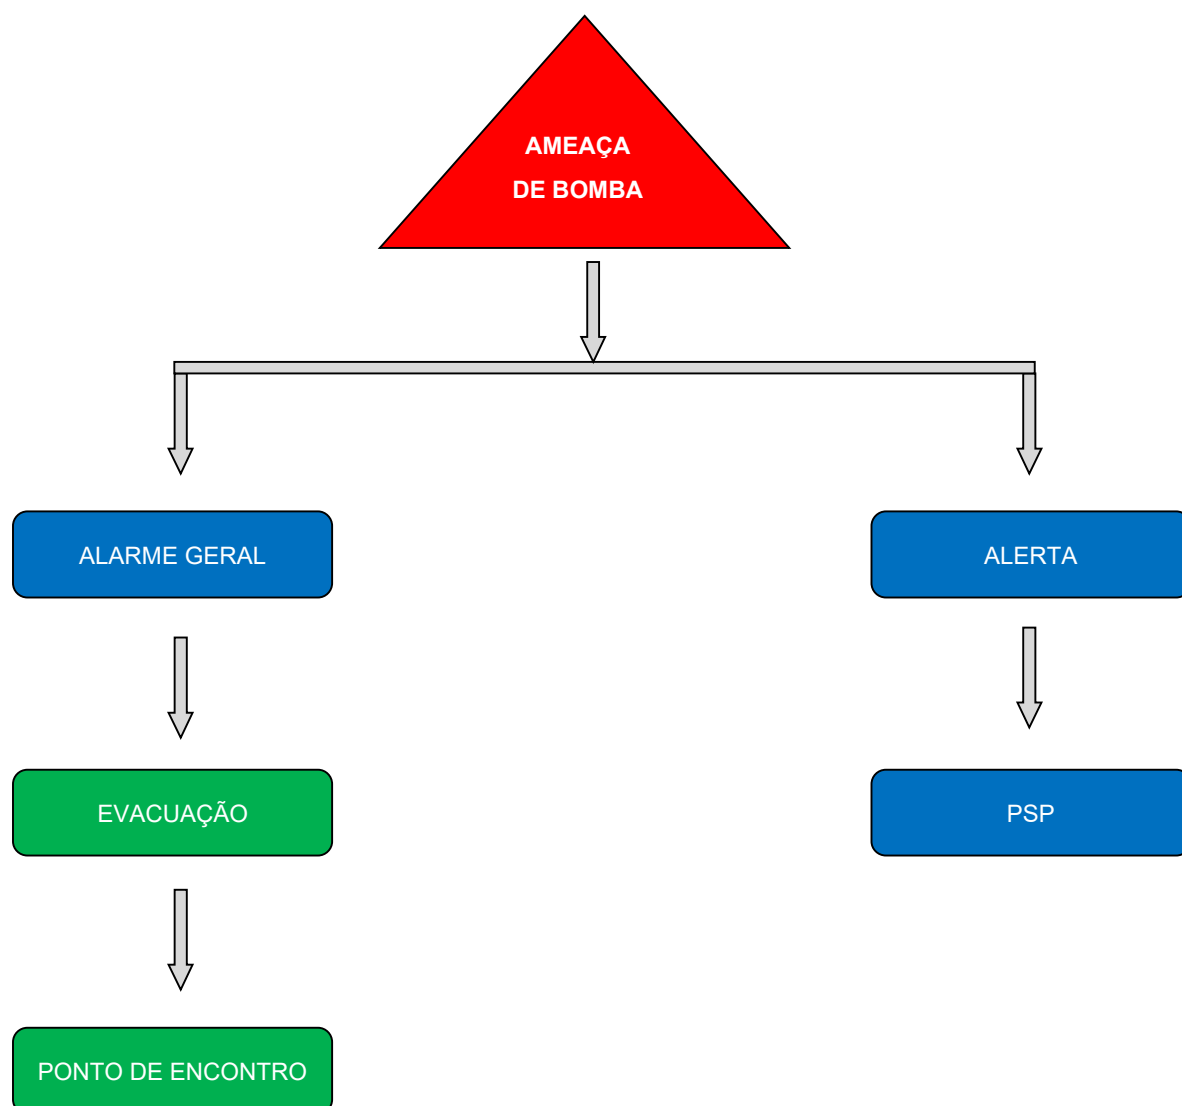 AMEAÇA
DE BOMBA
ALARME GERAL
ALERTA
EVACUAÇÃO
PSP
PONTO DE ENCONTRO